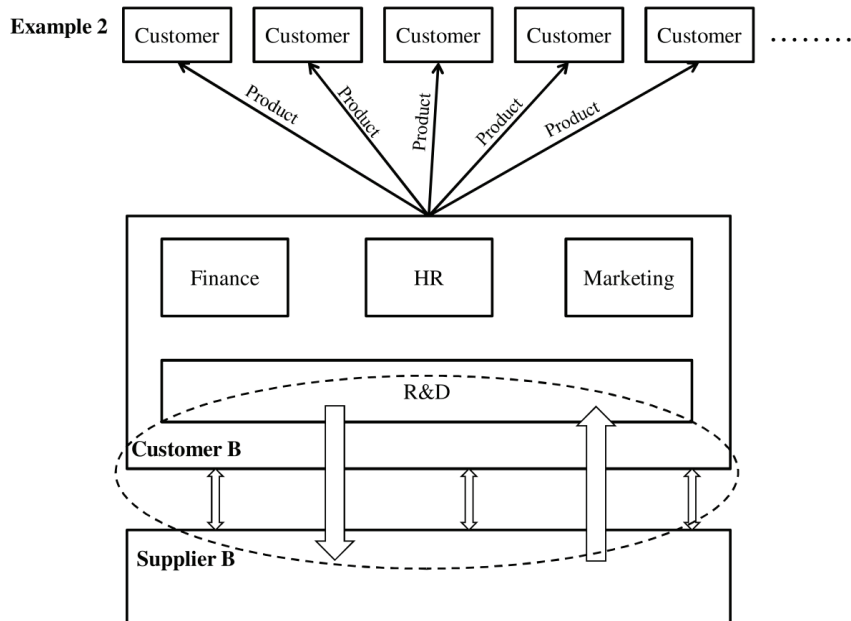 Example 2
Customer
Customer
Customer
Customer
Customer
........
Product
Product
Product
Product
Product
Finance
HR
Marketing
R&D
Customer B
Supplier B